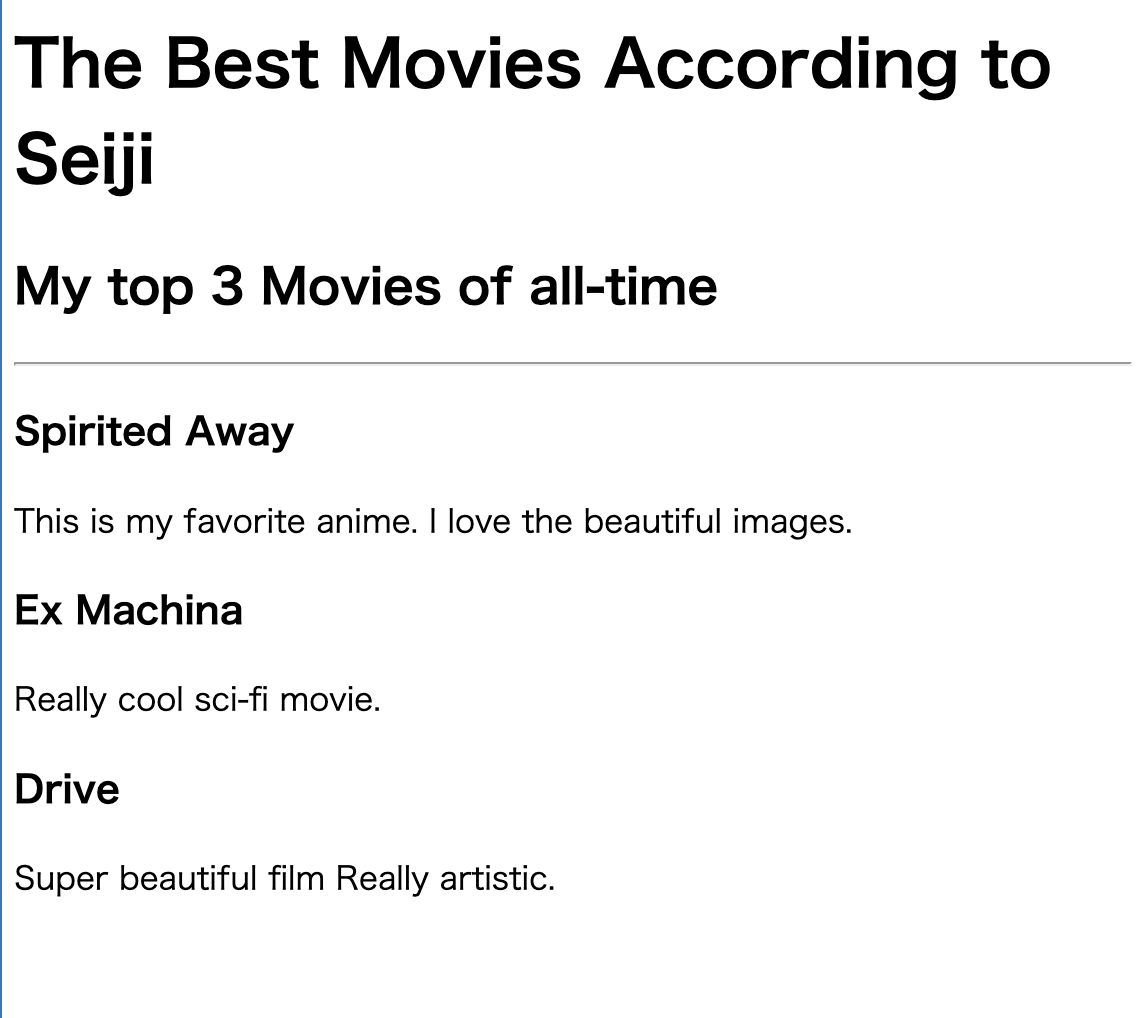 The Best Movies According to
Seiji
My top 3 Movies of all-time
Spirited Away
This is my favorite anime. I love the beautiful images.
Ex Machina
Really cool sci-fi movie.
Drive
Super beautiful film Really artistic.